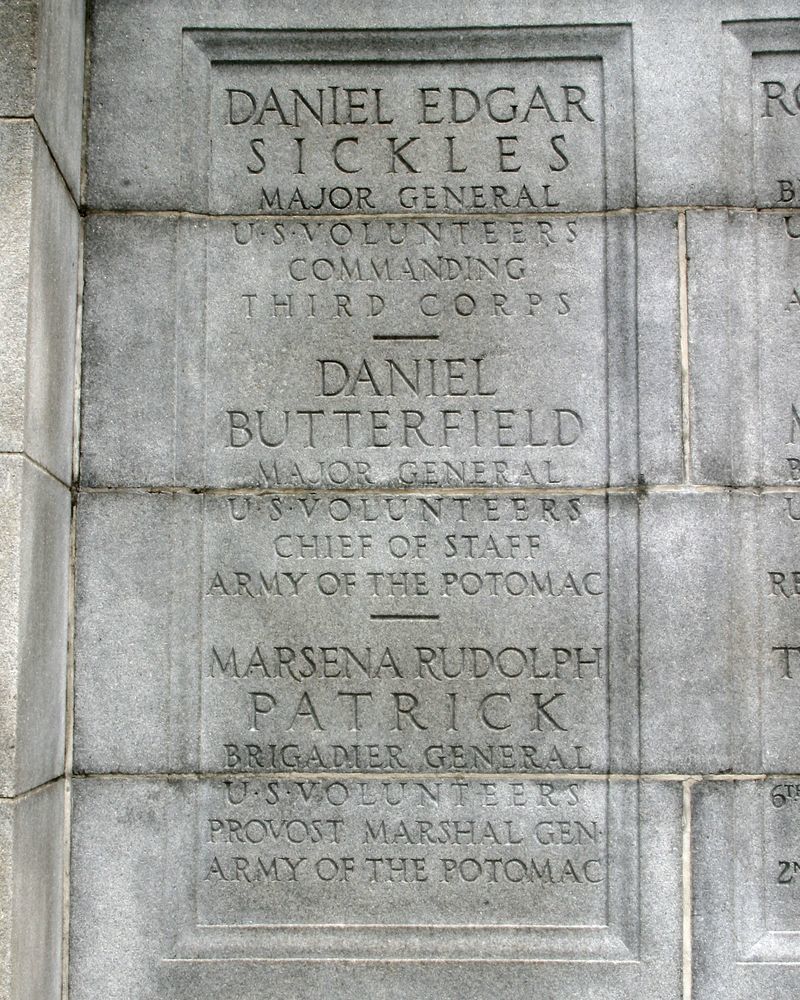 DANIEL EDGAR
SICKLES
MAJOR GENERAL
U·S·VOLUNTEERS
COMMANDING
THIRD CORPS
DANIEL
BUTTERFIELD
MAJOR GENERAL
U·S·VOLUNTEERS
CHIEF OF STAFF
ARMY OF THE POTOMAC
MARSENA RUDOLPH
PATRICK
BRIGADIER GENERAL
U·S·VOLUNTEERS
PROVOST MARSHAL GEN·
ARMY OF THE POTOMAC
6TH